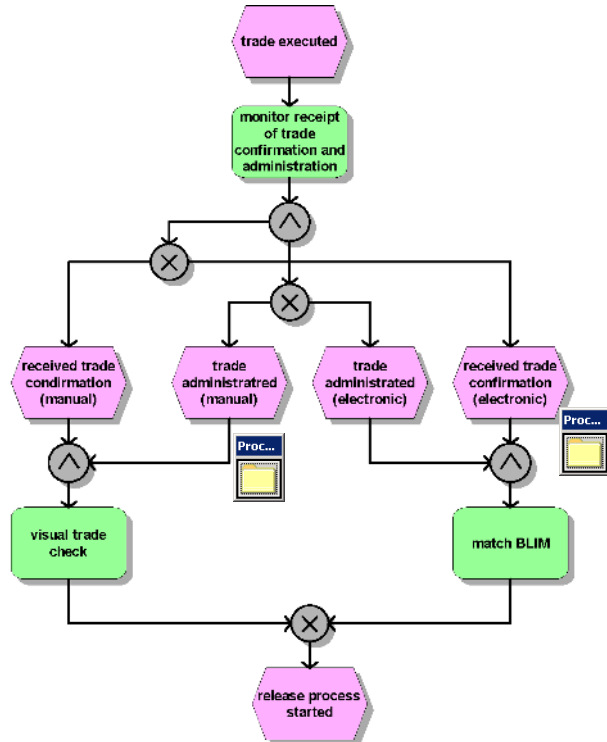 trade executed
monitor receipt
of trade
confirmation and
administration
received trade
condirmation
(manual)
trade
administratred
(manual)
trade
administrated
(electronic)
received trade
confirmation
(electronic)
Proc...
Proc...
visual trade
check
match BLIM
release process
started